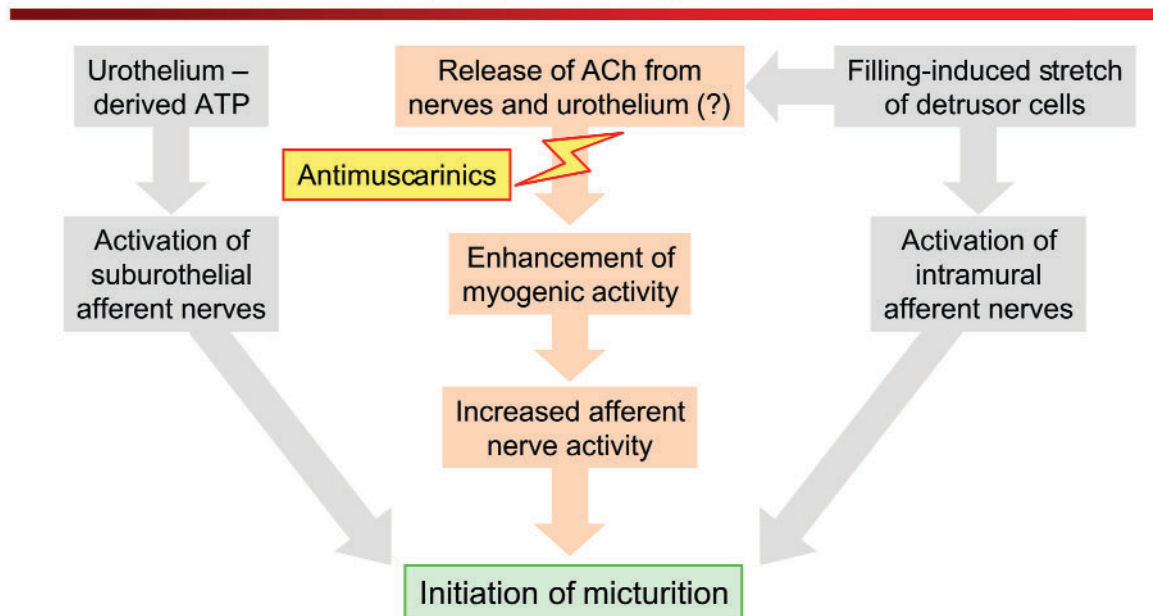 Urothelium –
derived ATP
Release of ACh from
nerves and urothelium (?)
Filling-induced stretch
of detrusor cells
Antimuscarinics
Activation of
suburothelial
afferent nerves
Enhancement of
myogenic activity
Activation of
intramural
afferent nerves
Increased afferent
nerve activity
Initiation of micturition